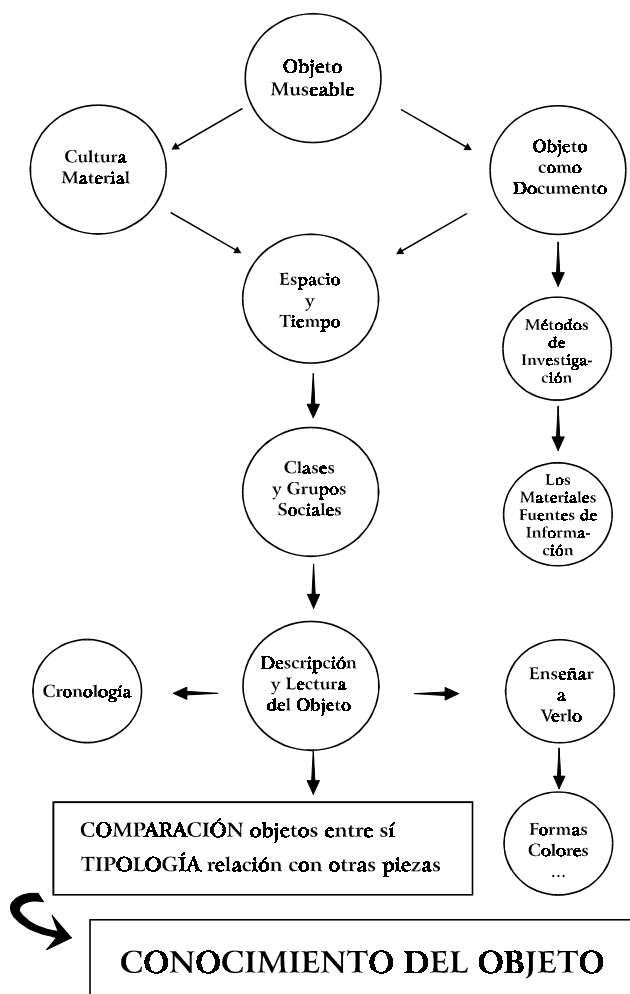 Objeto
Museable
Cultura
Material
Objeto
como
Documento
Espacio
y
Tiempo
Métodos
de
Investiga-
ción
Clases
y Grupos
Sociales
Los
Materiales
Fuentes de
Informa-
ción
Cronología
Descripción
y Lectura
del Objeto
Enseñar
a
Verlo
COMPARACIÓN objetos entre sí
TIPOLOGÍA relación con otras piezas
Formas
Colores
...
CONOCIMIENTO DEL OBJETO